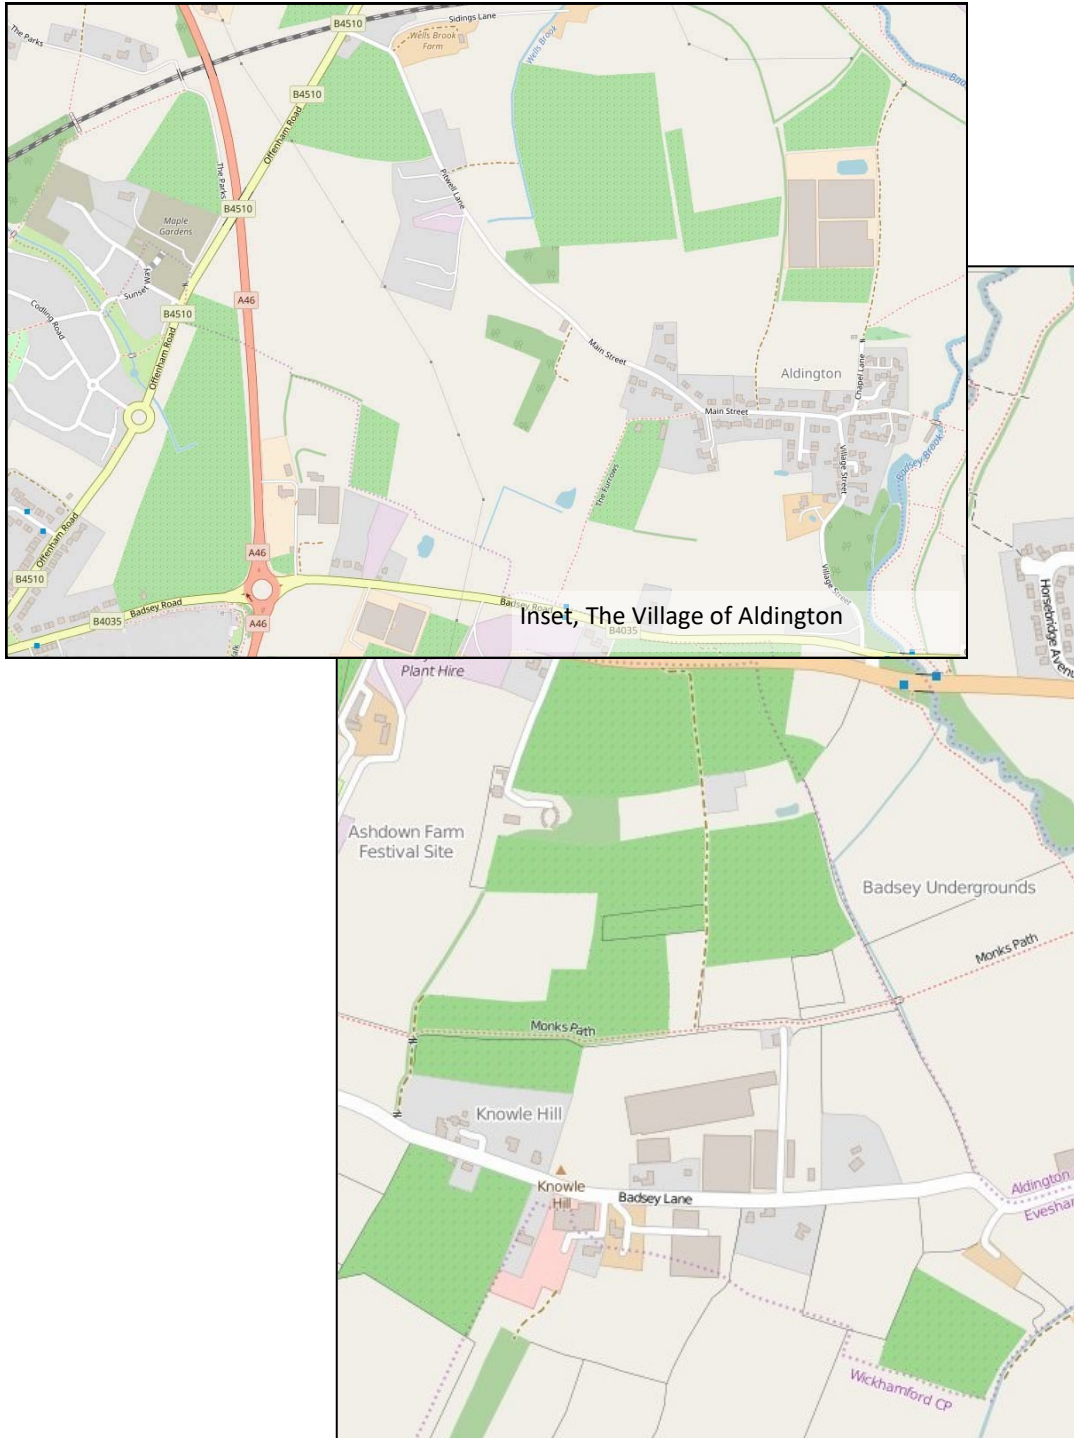 B4510
Sidings Lane
Wells Brook
Farm
Wells Brook
The Parks
B4510
Offenham Road
The Parks
Pitwell Lane
B4510
Maple
Gardens
Sunset
Way
Codling Road
B4510
A46
Offenham Road
Main Street
Aldington
Chapel Lane
Main Street
Badsey Brook
Village Street
The Furrows
Offenham Road
A46
B4510
Village Street
Badsey Road
B4035
A46
Badsey Road
B4035
Inset, The Village of Aldington
Horsebridge Avenu
Plant Hire
Ashdown Farm
Festival Site
Badsey Undergrounds
Monks Path
Monks Path
Knowle Hill
Knowle
Hill
Badsey Lane
Aldington
Evesha
Wickhamford CP